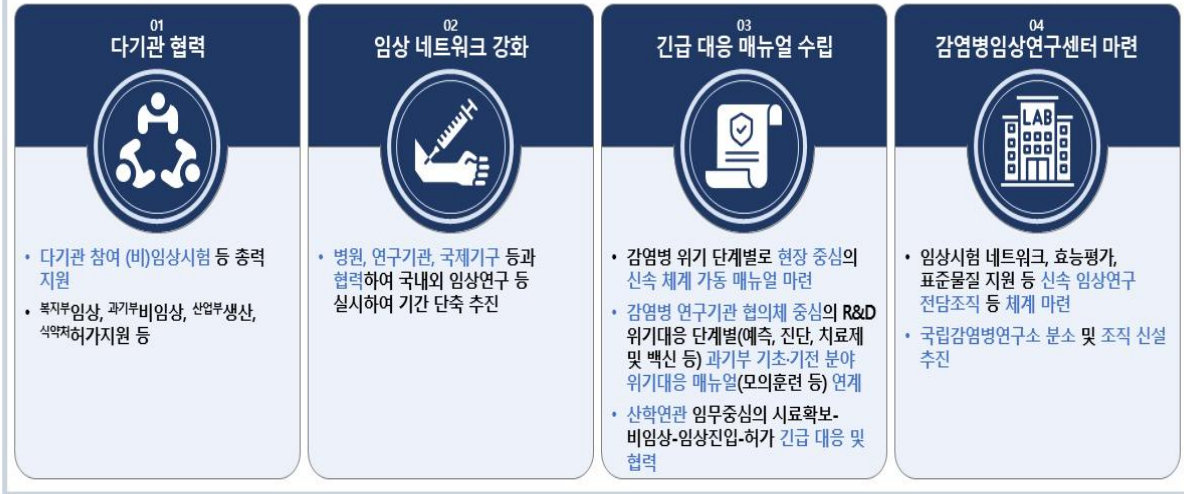 01
다기관 협력
• 다기관 참여 (비)임상시험 등 총력
지원
• 복지부임상, 과기부비임상, 산업부생산,
식약처허가지원 등
02
임상 네트워크 강화
• 병원, 연구기관, 국제기구 등과
협력하여 국내외 임상연구 등
실시하여 기간 단축 추진
03
긴급 대응 매뉴얼 수립
• 감염병 위기 단계별로 현장 중심의
신속 체계 가동 매뉴얼 마련
• 감염병 연구기관 협의체 중심의 R&D
위기대응 단계별(예측, 진단, 치료제
및 백신 등) 과기부 기초·기전 분야
위기대응 매뉴얼(모의훈련 등) 연계
• 산학연관 임무중심의 시료확보-
비임상-임상진입-허가 긴급 대응 및
협력
04
감염병임상연구센터 마련
LAB
• 임상시험 네트워크, 효능평가,
표준물질 지원 등 신속 임상연구
전담조직 등 체계 마련
• 국립감염병연구소 분소 및 조직 신설
추진